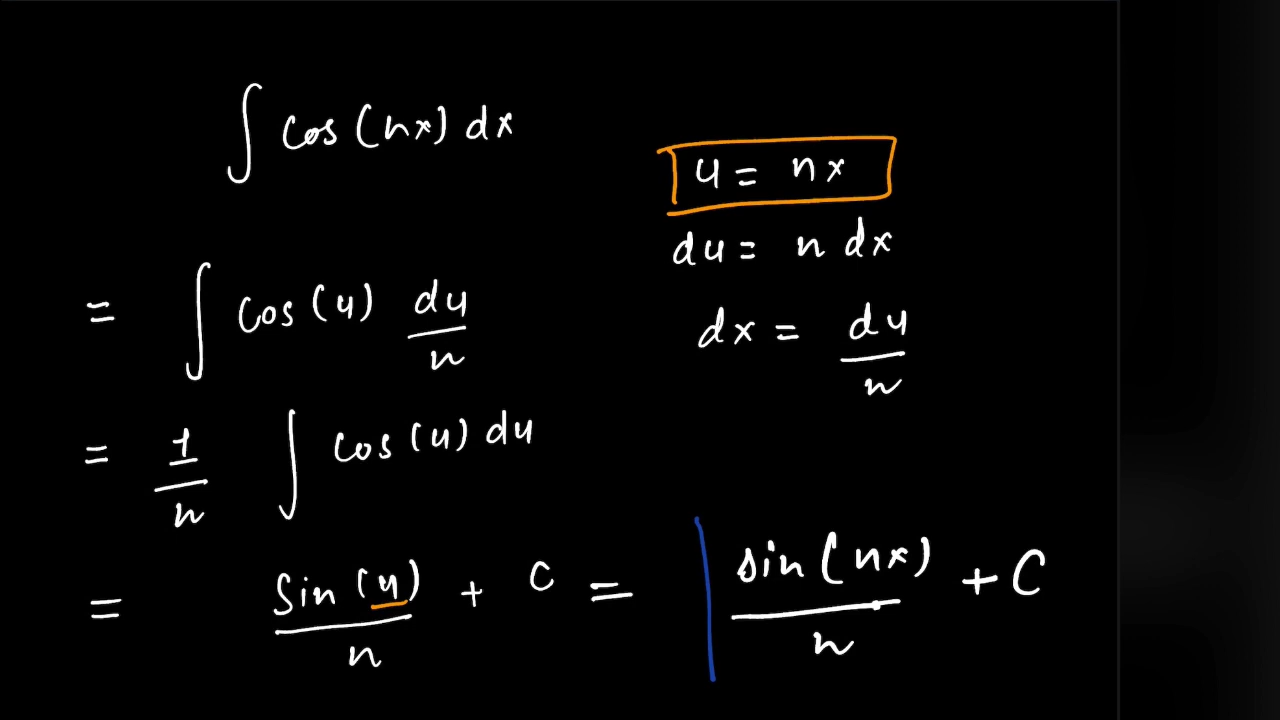 ∫ cos (nx) dx
u = nx
du = n dx
= ∫ cos (u) du/n
dx = du/n
= 1/n ∫ cos (u) du
= sin (u)/n + C = sin (nx)/n + C